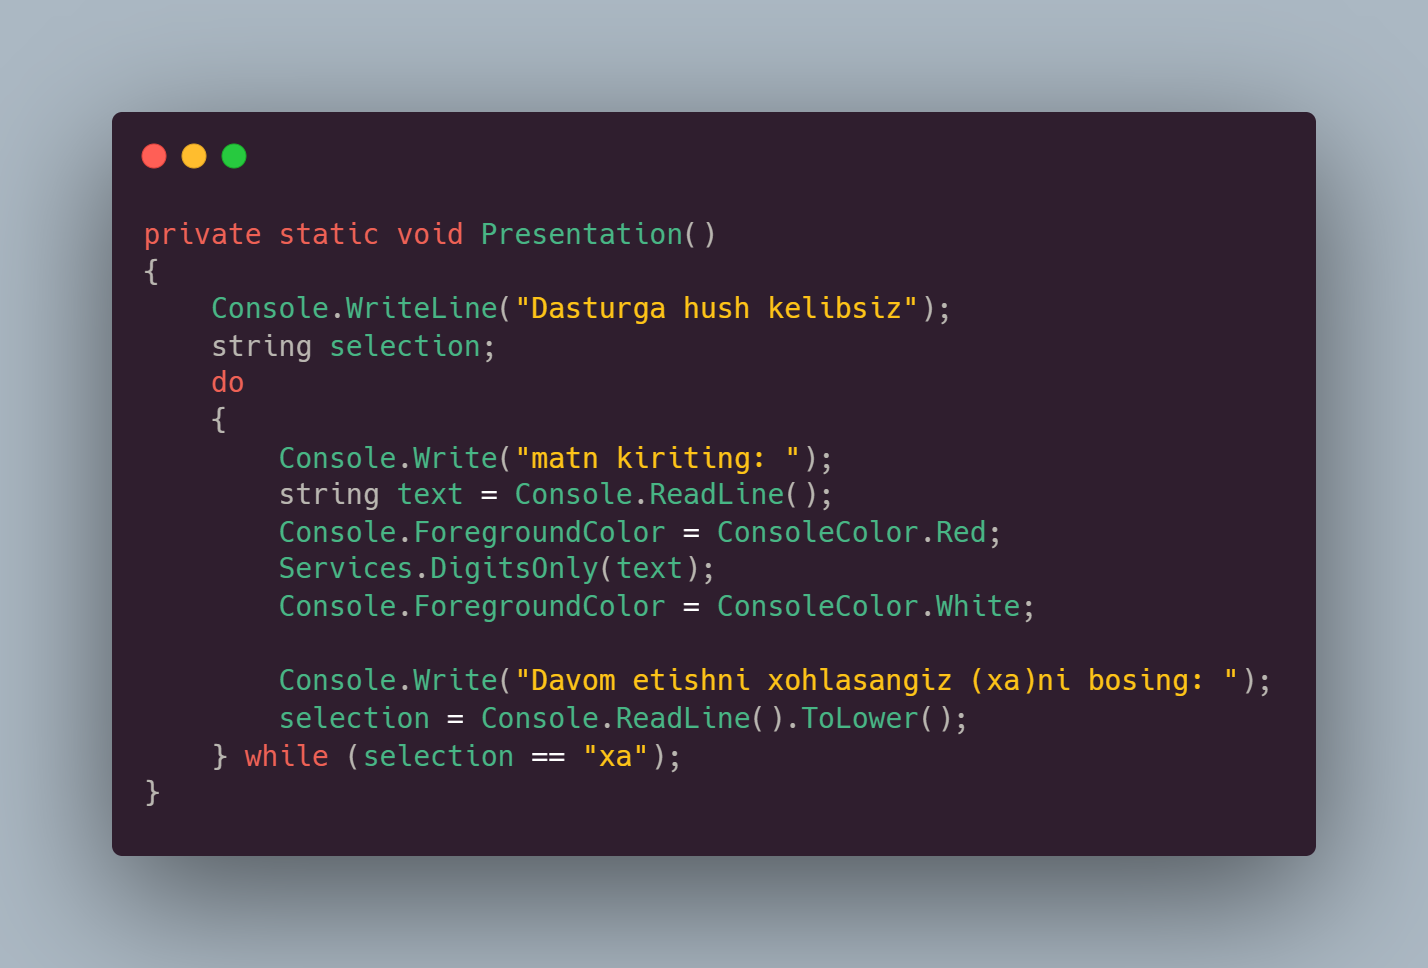 private static void Presentation()
{
    Console.WriteLine("Dasturga hush kelibsiz");
    string selection;
    do
    {
        Console.Write("matn kiriting: ");
        string text = Console.ReadLine();
        Console.ForegroundColor = ConsoleColor.Red;
        Services.DigitsOnly(text);
        Console.ForegroundColor = ConsoleColor.White;

        Console.Write("Davom etishni xohlasangiz (xa)ni bosing: ");
        selection = Console.ReadLine().ToLower();
    } while (selection == "xa");
}